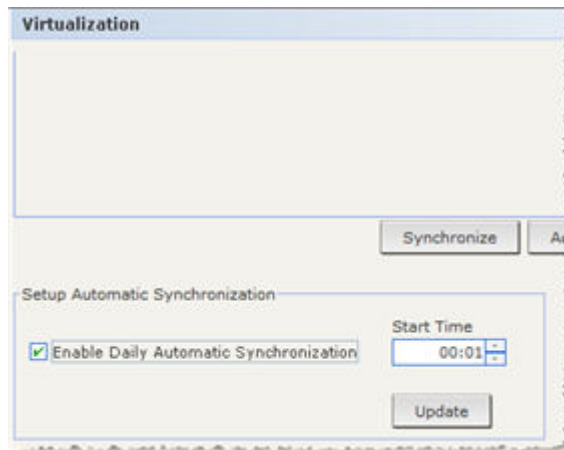 Virtualization
Synchronize
Setup Automatic Synchronization
Start Time
Enable Daily Automatic Synchronization
00:01
Update